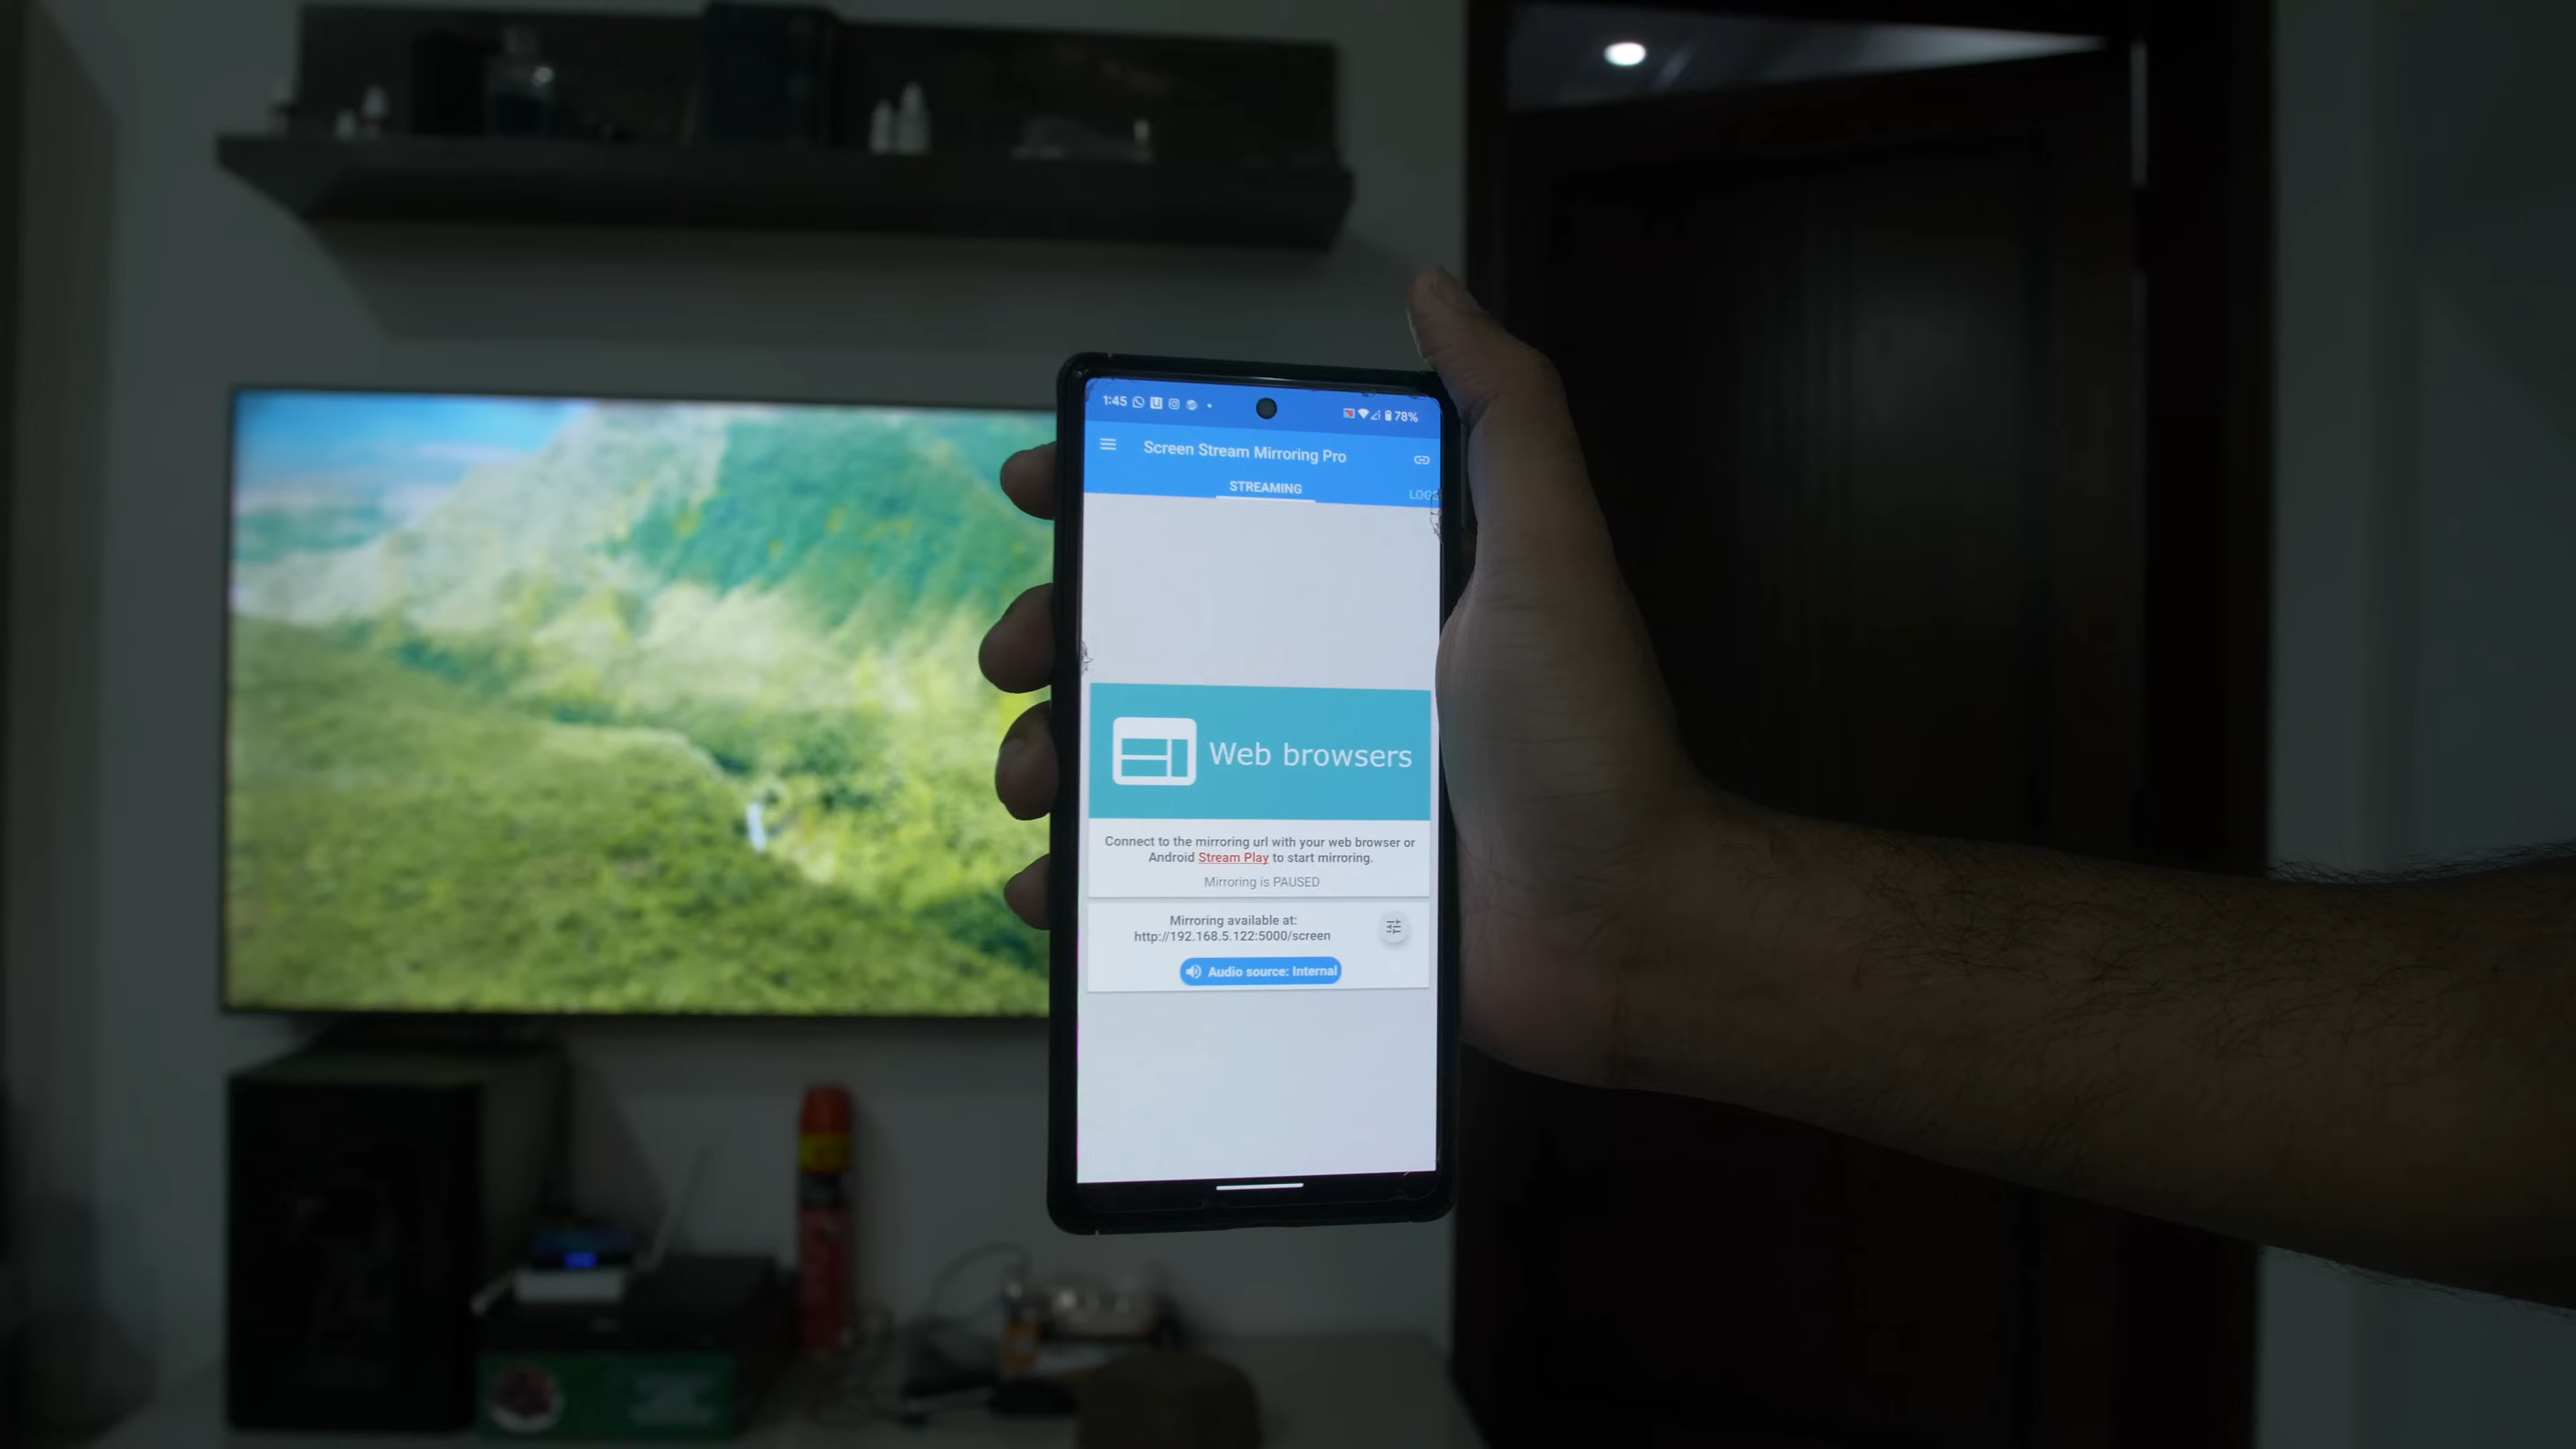 1:45
78%
Screen Stream Mirroring Pro
STREAMING
Web browsers
Connect to the mirroring url with your web browser or
Android Stream Play to start mirroring.
Mirroring is PAUSED
Mirroring available at:
http://192.168.5.122:5000/screen
Audio source: Internal